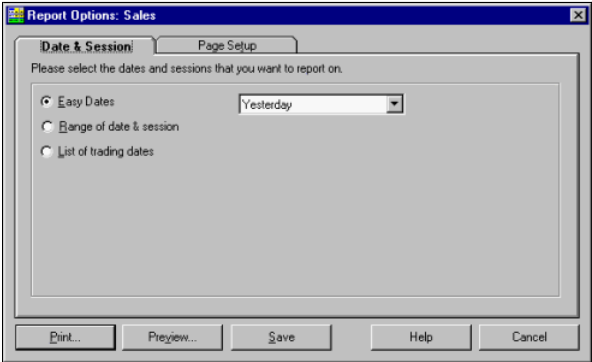 Report Options: Sales
Date & Session Page Setup
Please select the dates and sessions that you want to report on.
Easy Dates Yesterday
Range of date & session
List of trading dates
Print... Preview... Save Help Cancel